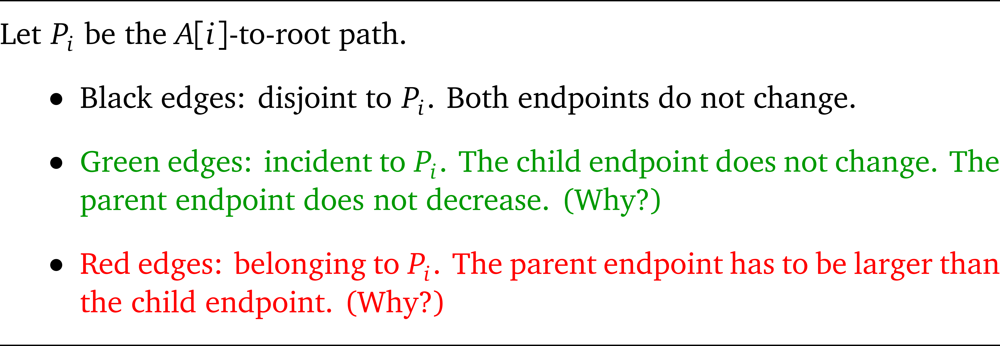 Let P_i be the A[i]-to-root path.
• Black edges: disjoint to P_i. Both endpoints do not change.
• Green edges: incident to P_i. The child endpoint does not change. The
parent endpoint does not decrease. (Why?)
• Red edges: belonging to P_i. The parent endpoint has to be larger than
the child endpoint. (Why?)